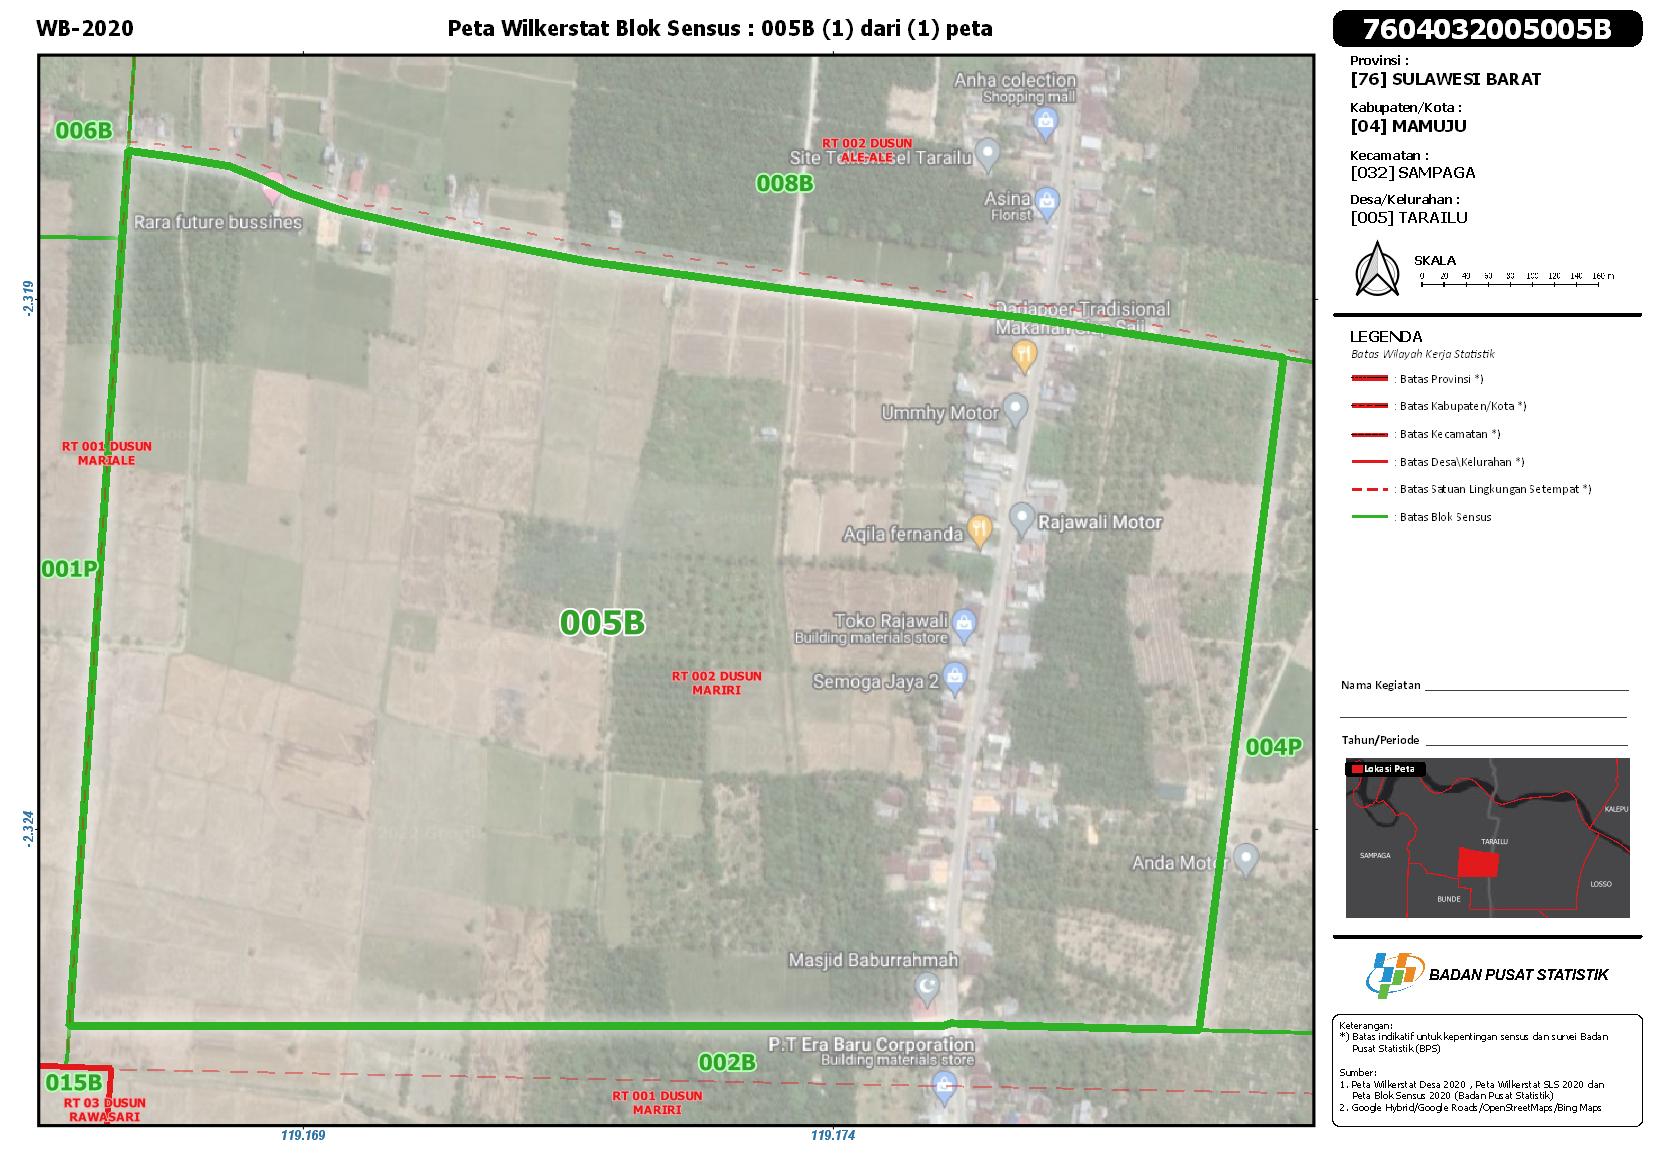 WB-2020
Peta Wilkerstat Blok Sensus : 005B (1) dari (1) peta
7604032005005B
Provinsi :
[76] SULAWESI BARAT
Kabupaten/Kota :
[04] MAMUJU
Kecamatan :
[032] SAMPAGA
Desa/Kelurahan :
[005] TARAILU
SKALA
0 20 40 60 80 100 120 140 160 m
LEGENDA
Batas Wilayah Kerja Statistik
: Batas Provinsi *)
: Batas Kabupaten/Kota *)
: Batas Kecamatan *)
: Batas Desa\Kelurahan *)
: Batas Satuan Lingkungan Setempat *)
: Batas Blok Sensus
Nama Kegiatan
Tahun/Periode
Lokasi Peta
KALEPU
TARAILU
SAMPAGA
LOSSO
BUNDE
BADAN PUSAT STATISTIK
Keterangan:
*) Batas indikatif untuk kepentingan sensus dan survei Badan
Pusat Statistik (BPS)
Sumber:
1. Peta Wilkerstat Desa 2020 , Peta Wilkerstat SLS 2020 dan
Peta Blok Sensus 2020 (Badan Pusat Statistik)
2. Google Hybrid/Google Roads/OpenStreetMaps/Bing Maps
Anha colection
Shopping mall
006B
RT 002 DUSUN
ALE-ALE
Site Telkomsel Tarailu
008B
Asina
Florist
Rara future bussines
-2.319
Dadapper Tradisional
Makanan Siap Saji
Ummhy Motor
RT 001 DUSUN
MARIALE
Rajawali Motor
Aqila fernanda
001P
005B
Toko Rajawali
Building materials store
RT 002 DUSUN
MARIRI
Semoga Jaya 2
004P
-2.324
Anda Motor
Masjid Baburrahmah
P.T Era Baru Corporation
Building materials store
002B
015B
RT 03 DUSUN
RAWASARI
RT 001 DUSUN
MARIRI
119.169
119.174